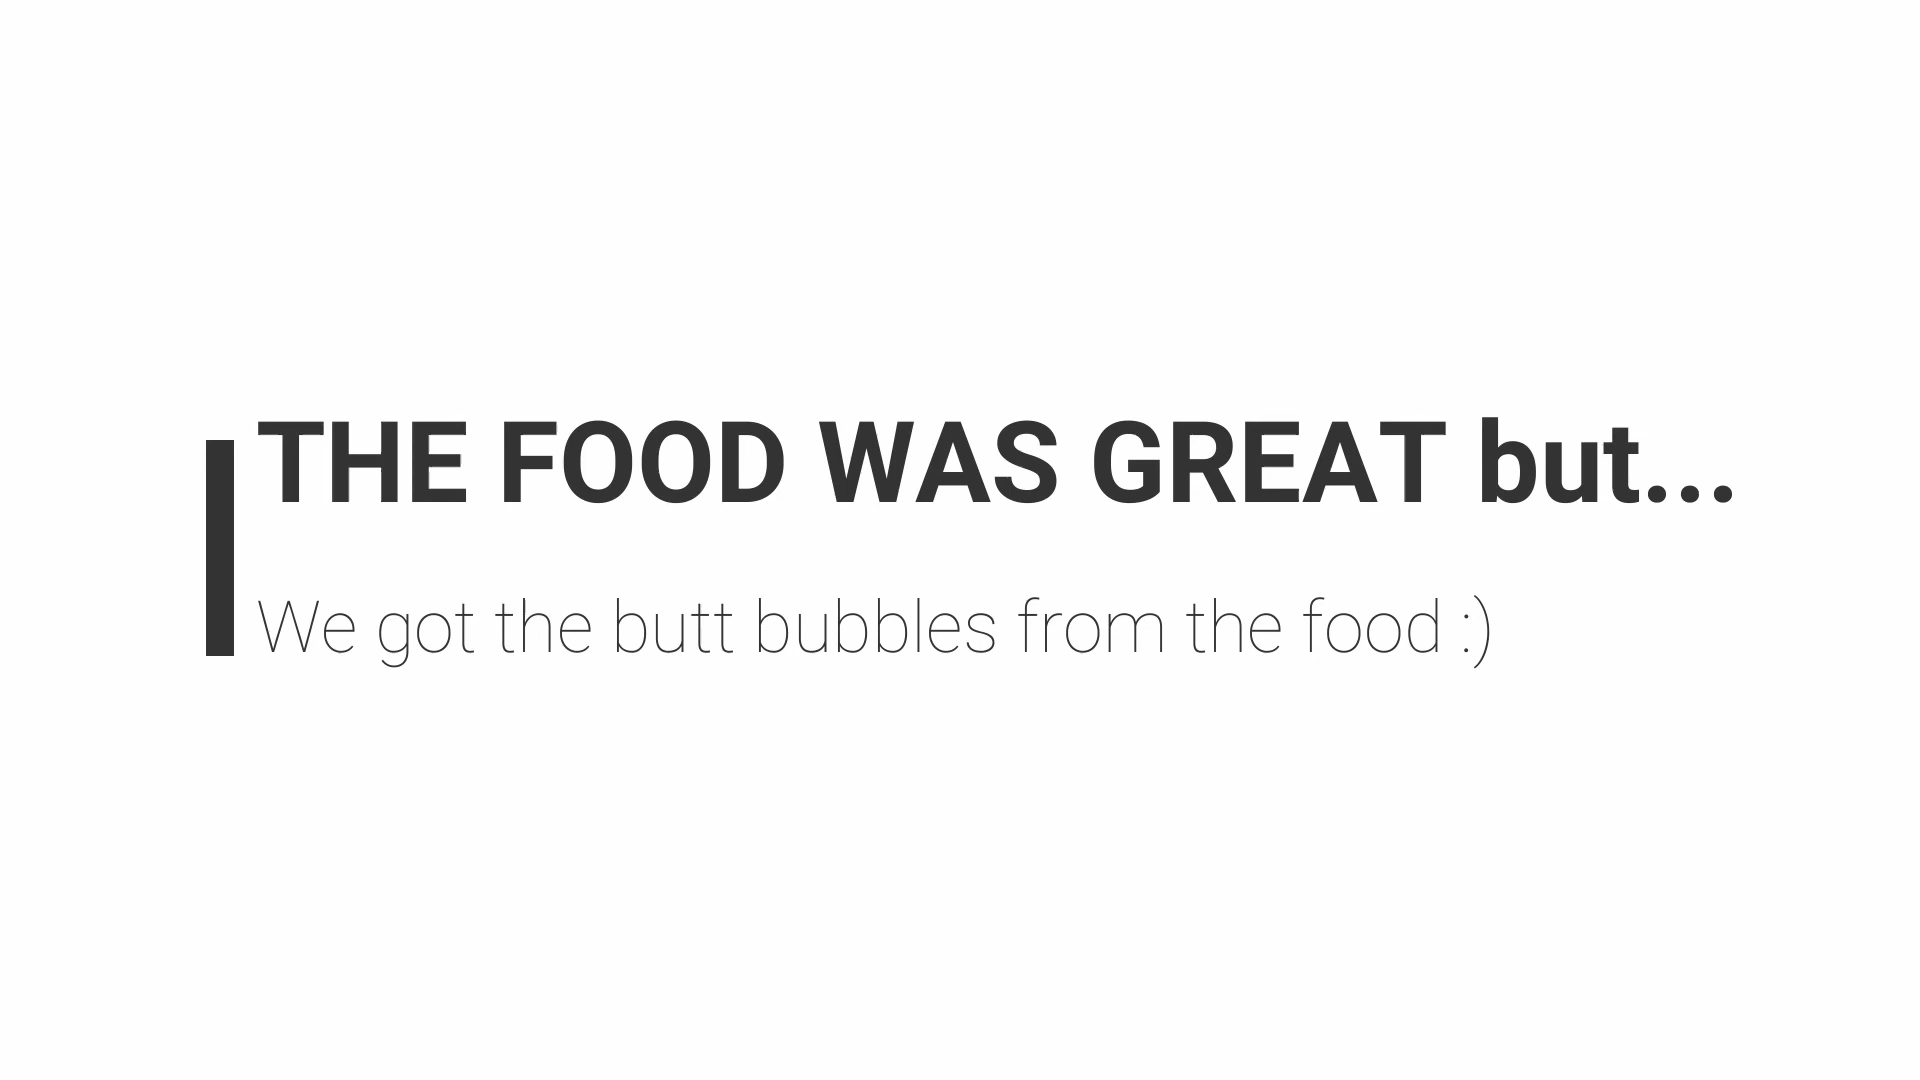 THE FOOD WAS GREAT but...
We got the butt bubbles from the food :)